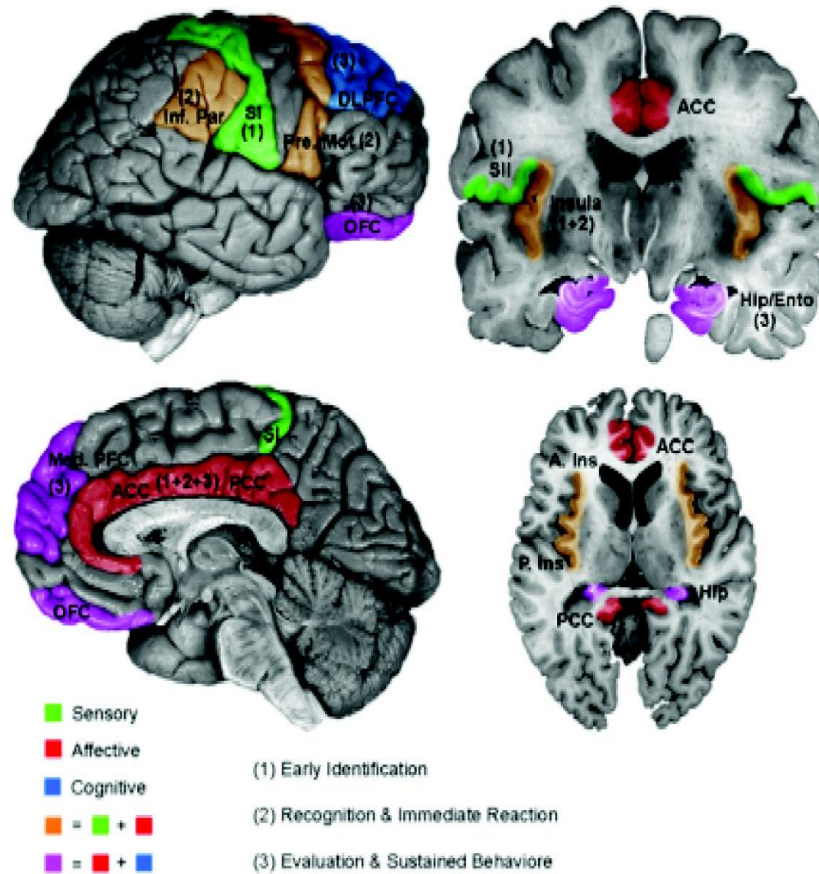 (3)
DLPFC
(2)
Inf. Par
SI
(1)
Pre. Mot (2)
(3)
OFC
ACC
(1)
SII
Insula
(1+2)
Hip/Ento
(3)
SI
Med. PFC
(3)
ACC (1+2+3) PCC
OFC
ACC
A. Ins
P. Ins
Hip
PCC
Sensory
Affective
Cognitive
= +
= +
(1) Early Identification
(2) Recognition & Immediate Reaction
(3) Evaluation & Sustained Behaviore